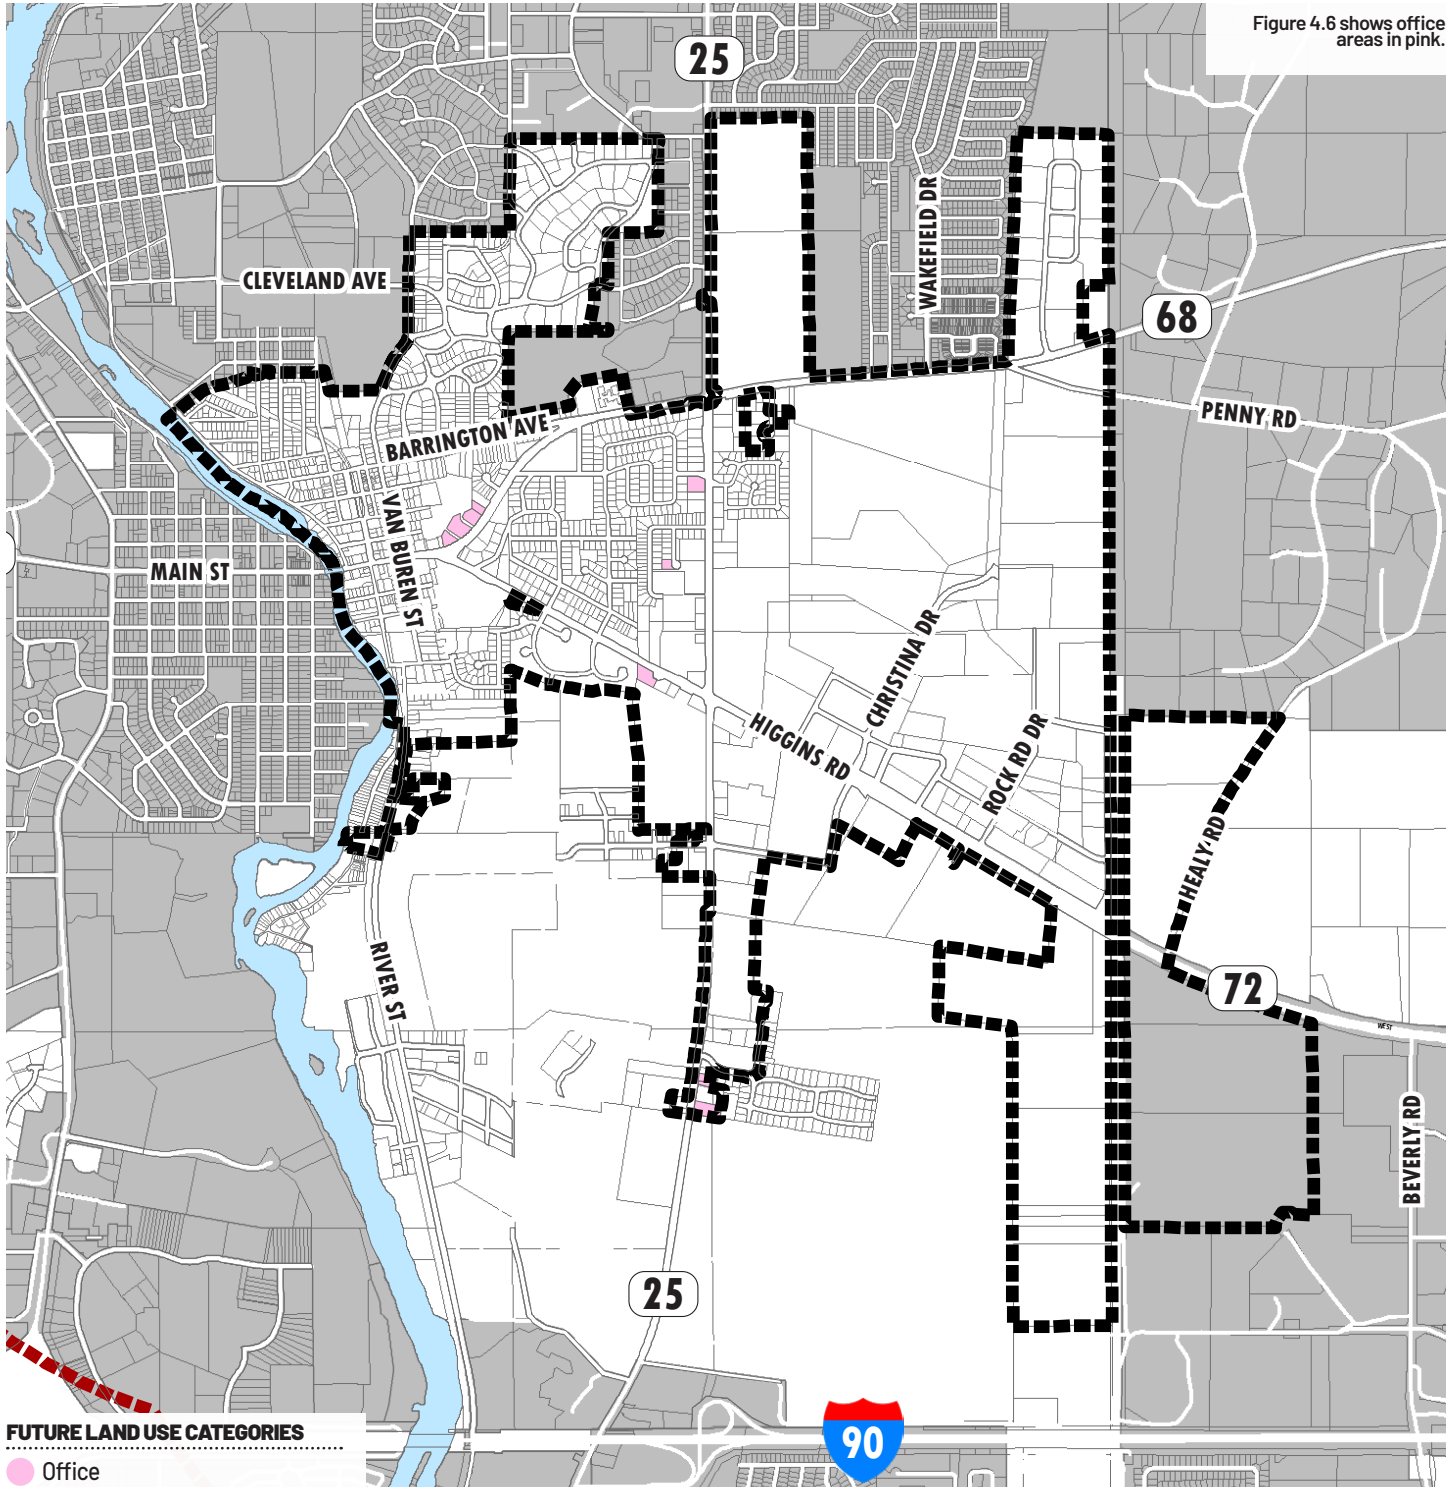 Figure 4.6 shows office
areas in pink.
25
WAKEFIELD DR
CLEVELAND AVE
68
PENNY RD
BARRINGTON AVE
VAN BUREN ST
MAIN ST
CHRISTINA DR
HIGGINS RD
ROCK RD DR
HEALY RD
RIVER ST
72
WEST
BEVERLY RD
25
90
FUTURE LAND USE CATEGORIES
Office